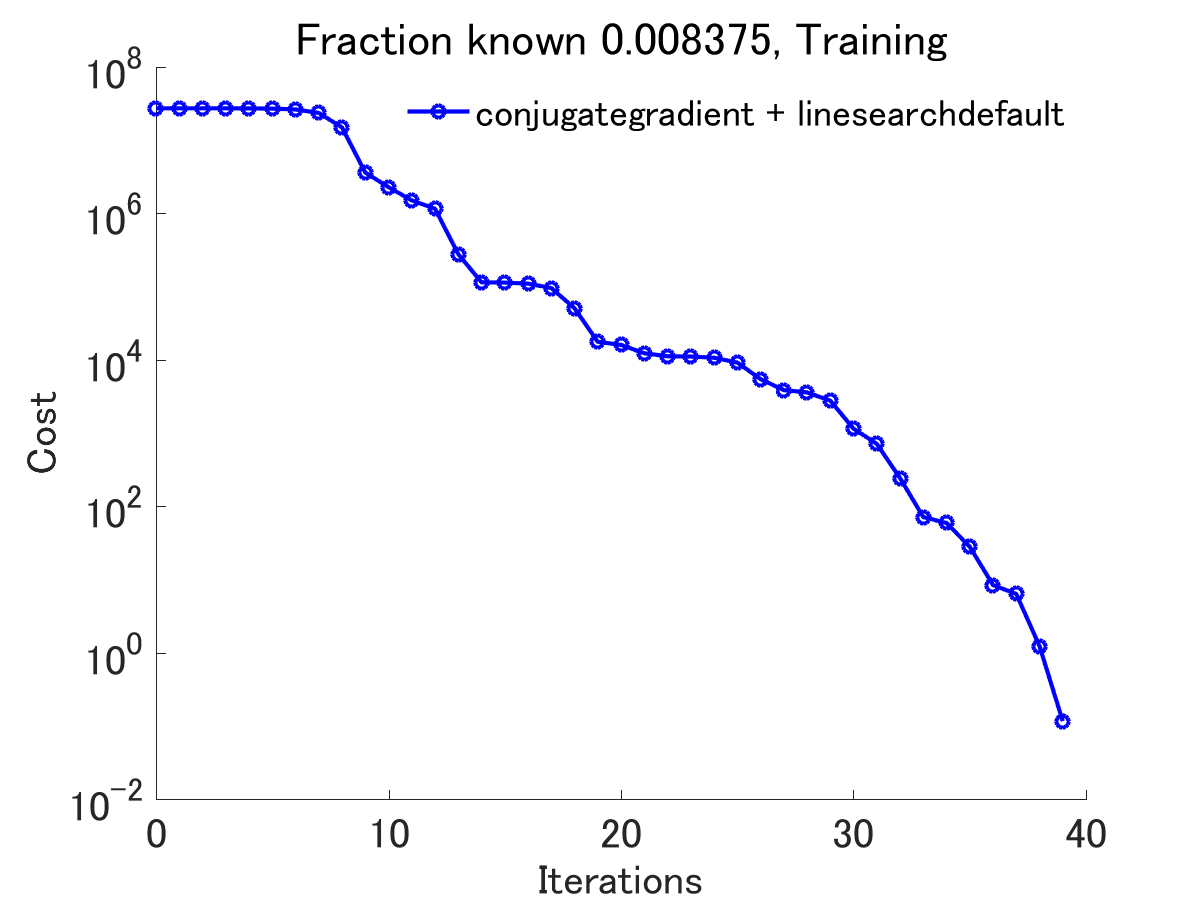 Fraction known 0.008375, Training
conjugategradient + linesearchdefault
10^8
10^6
10^4
10^2
10^0
10^-2
Cost
0 10 20 30 40
Iterations